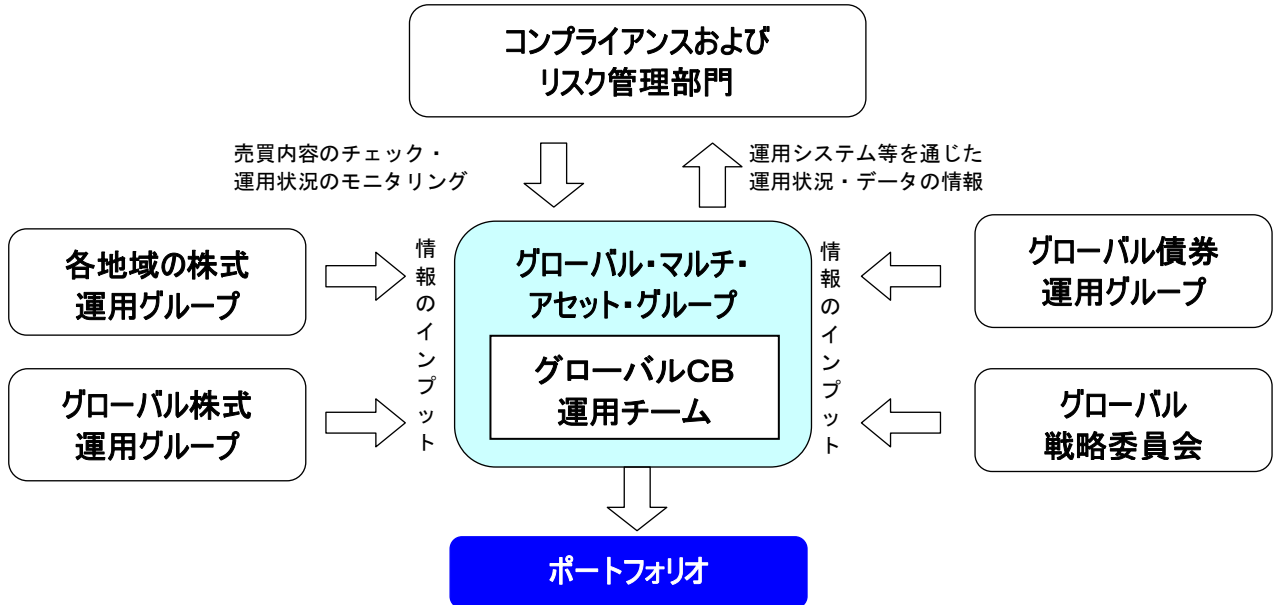 コンプライアンスおよび
リスク管理部門
売買内容のチェック・
運用状況のモニタリング
運用システム等を通じた
運用状況・データの情報
各地域の株式
運用グループ
グローバル株式
運用グループ
情報のインプット
グローバル・マルチ・
アセット・グループ
グローバルCB
運用チーム
情報のインプット
グローバル債券
運用グループ
グローバル
戦略委員会
ポートフォリオ